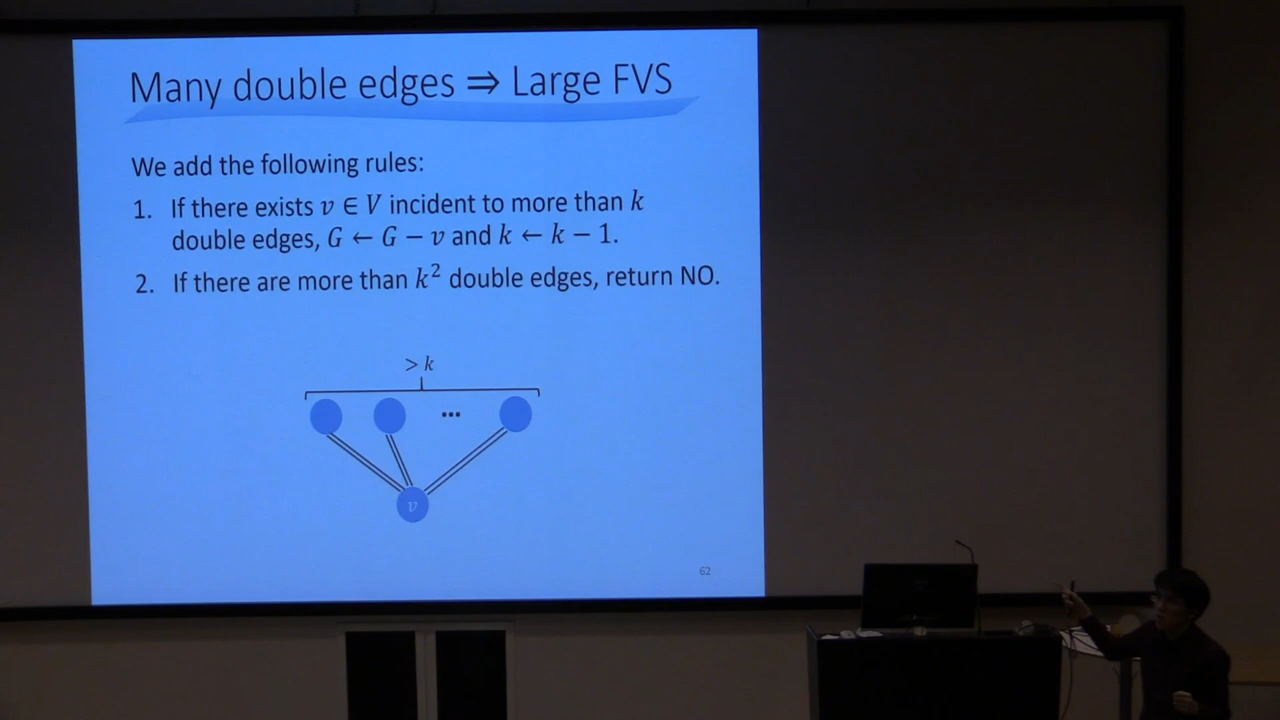 Many double edges ⇒ Large FVS
We add the following rules:
1. If there exists v ∈ V incident to more than k
double edges, G ← G − v and k ← k − 1.
2. If there are more than k² double edges, return NO.
> k
...
v
62